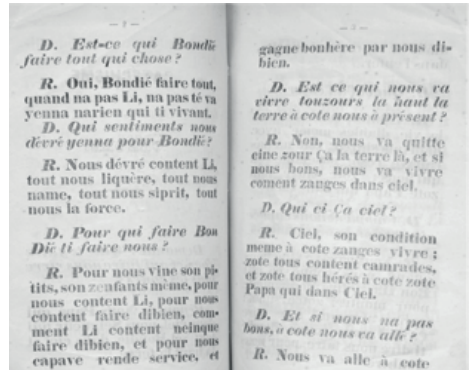 — 2 —
D. Est-ce qui Bondié
faire tout qui chose ?
R. Oui, Bondié faire tout,
quand na pas Li, na pas té va
yenna narien qui ti vivant.
D. Qui sentiments nous
dévré yenna pour Bondié ?
R. Nous dévré content Li,
tout nous liquère, tout nous
name, tout nous siprit, tout
nous la force.
D. Pour qui faire Bon
Dié ti faire nous ?
R. Pour nous vine son pi-
tits, son zenfants même, pour
nous content Li, pour nous
content faire dibien, com-
ment Li content neinque
faire dibien, et pour nous
capave rende service, et
— 3 —
gagne bonhère par nous di-
bien.
D. Est ce qui nous va
vivre touzours la haut la
terre à cote nous à présent ?
R. Non, nous va quitte
eine zour ça la terre là, et si
nous bons, nous va vivre
coment zanges dans ciel.
D. Qui ci Ça ciel ?
R. Ciel, son condition
meme à cote zanges vivre ;
zote tous content camrades,
et zote tous hérés à cote zote
Papa qui dans Ciel.
D. Et si nous na pas
bons, à cote nous va allé ?
R. Nous va alle à cote